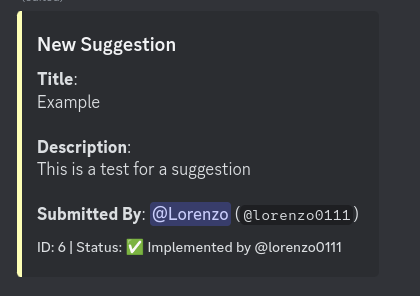 (edited)
New Suggestion
Title:
Example
Description:
This is a test for a suggestion
Submitted By: @Lorenzo (@lorenzo0111)
ID: 6 | Status: ✅ Implemented by @lorenzo0111